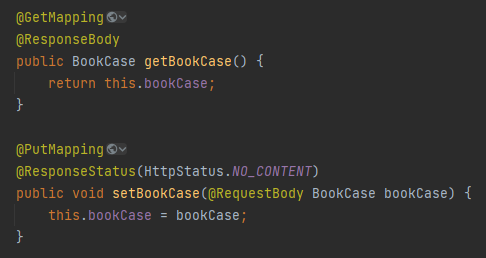 @GetMapping
@ResponseBody
public BookCase getBookCase() {
    return this.bookCase;
}

@PutMapping
@ResponseStatus(HttpStatus.NO_CONTENT)
public void setBookCase(@RequestBody BookCase bookCase) {
    this.bookCase = bookCase;
}